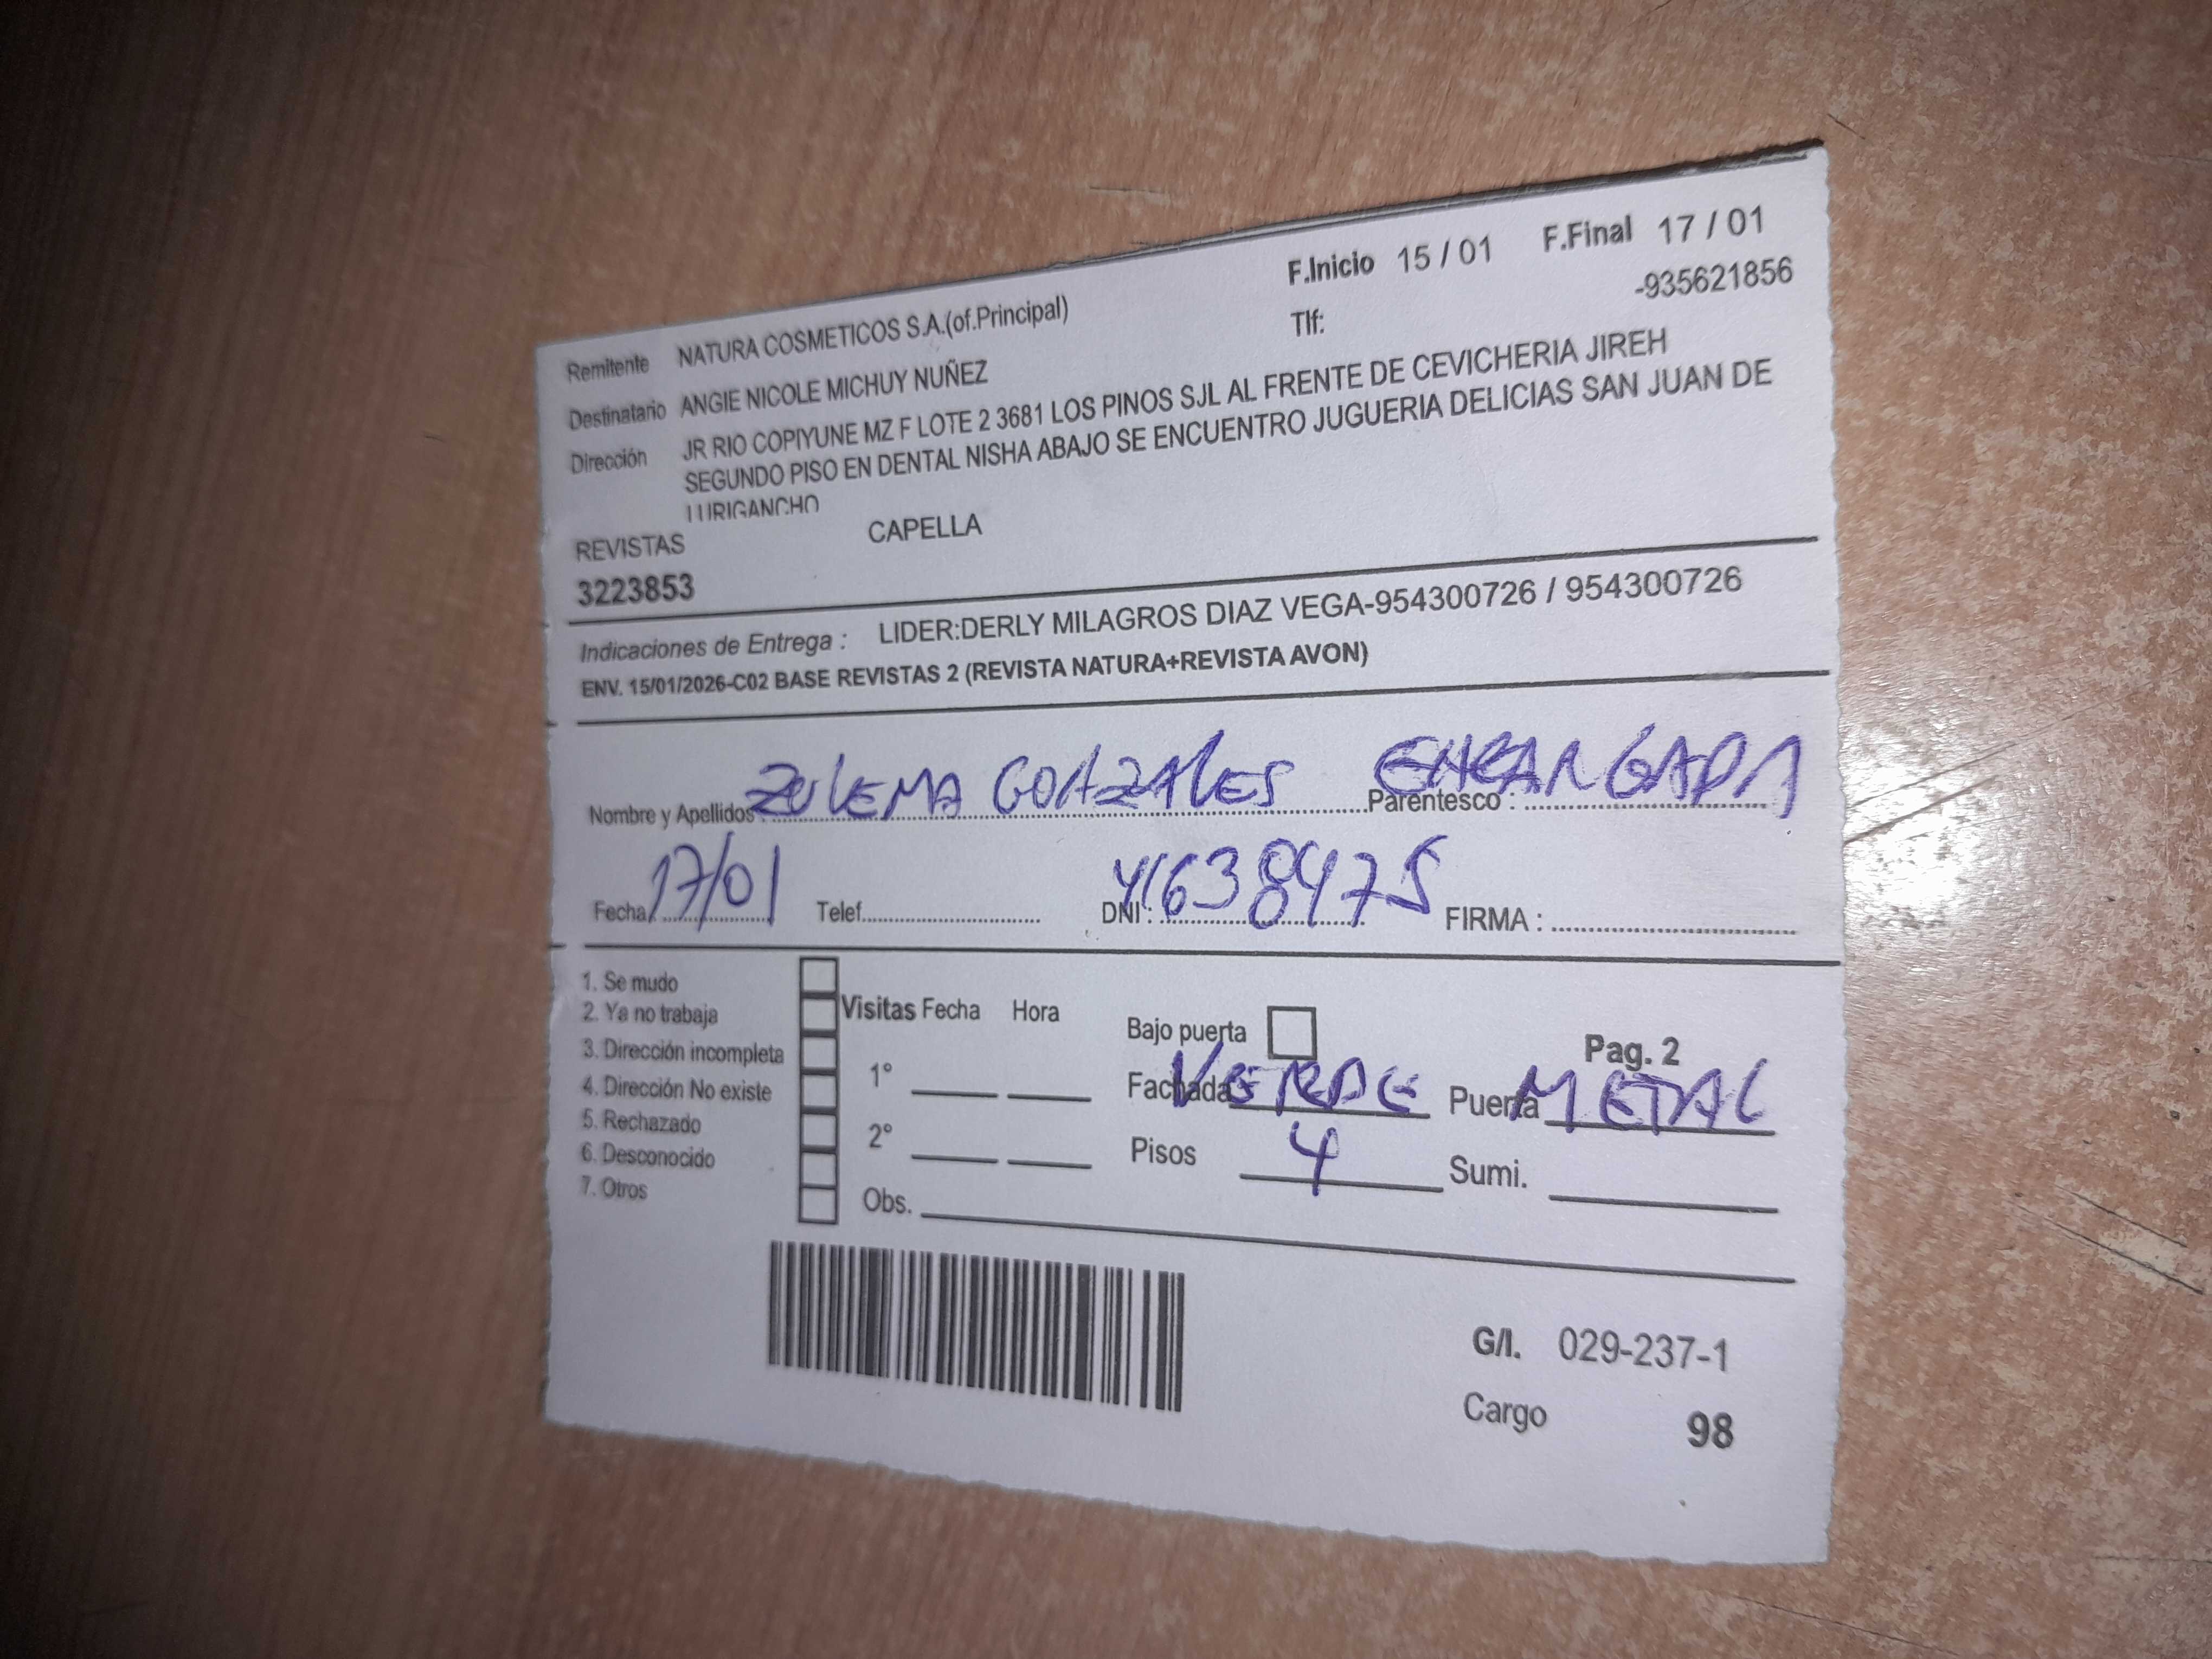 F.Inicio 15 / 01 F.Final 17 / 01
Remitente NATURA COSMETICOS S.A.(of.Principal) Tlf: -935621856
Destinatario ANGIE NICOLE MICHUY NUÑEZ
Dirección JR RIO COPIYUNE MZ F LOTE 2 3681 LOS PINOS SJL AL FRENTE DE CEVICHERIA JIREH
SEGUNDO PISO EN DENTAL NISHA ABAJO SE ENCUENTRO JUGUERIA DELICIAS SAN JUAN DE
LURIGANCHO
REVISTAS CAPELLA
3223853
Indicaciones de Entrega : LIDER:DERLY MILAGROS DIAZ VEGA-954300726 / 954300726
ENV. 15/01/2026-C02 BASE REVISTAS 2 (REVISTA NATURA+REVISTA AVON)
Nombre y Apellidos : ZULEMA GONZALES Parentesco : ENCARGADA
Fecha 17/01 Telef. DNI : 41638475 FIRMA :
1. Se mudo
2. Ya no trabaja
3. Dirección incompleta
4. Dirección No existe
5. Rechazado
6. Desconocido
7. Otros
Visitas Fecha Hora
1°
2°
Obs.
Bajo puerta Pag. 2
Fachada VERDE Puerta METAL
Pisos 4 Sumi.
G/I. 029-237-1
Cargo 98